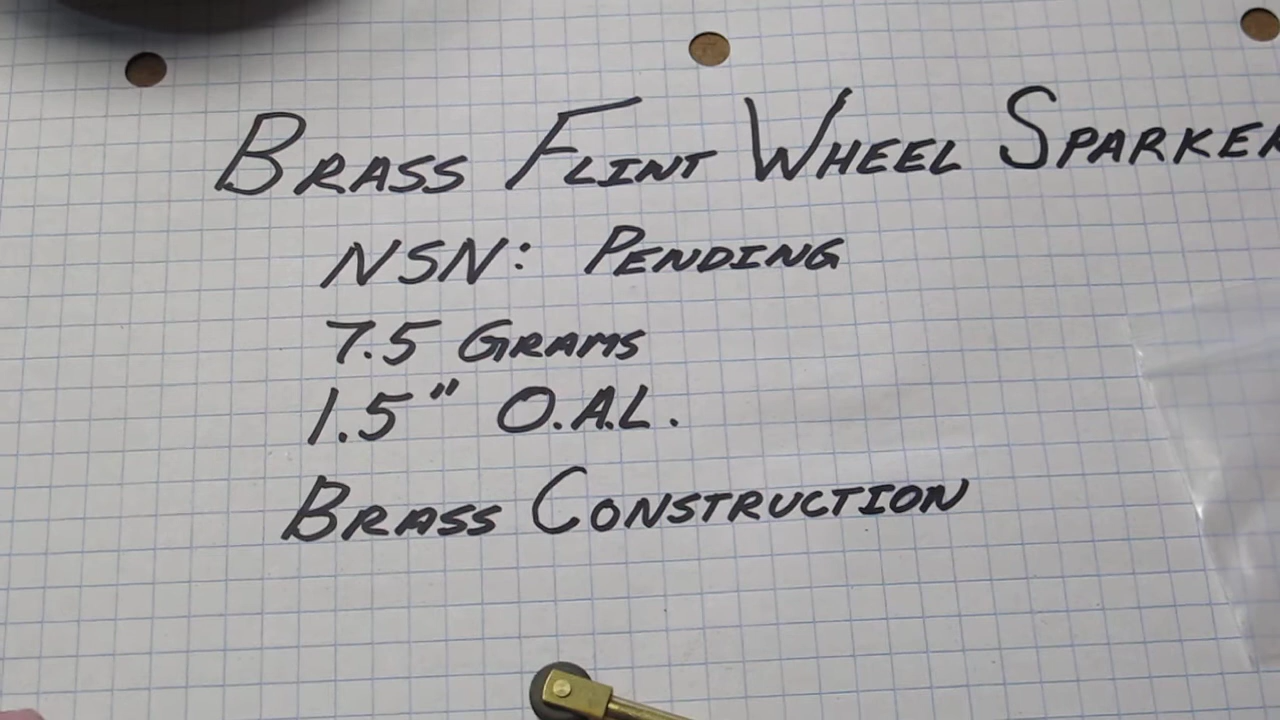 BRASS FLINT WHEEL SPARKER
NSN: PENDING
7.5 GRAMS
1.5" O.A.L.
BRASS CONSTRUCTION